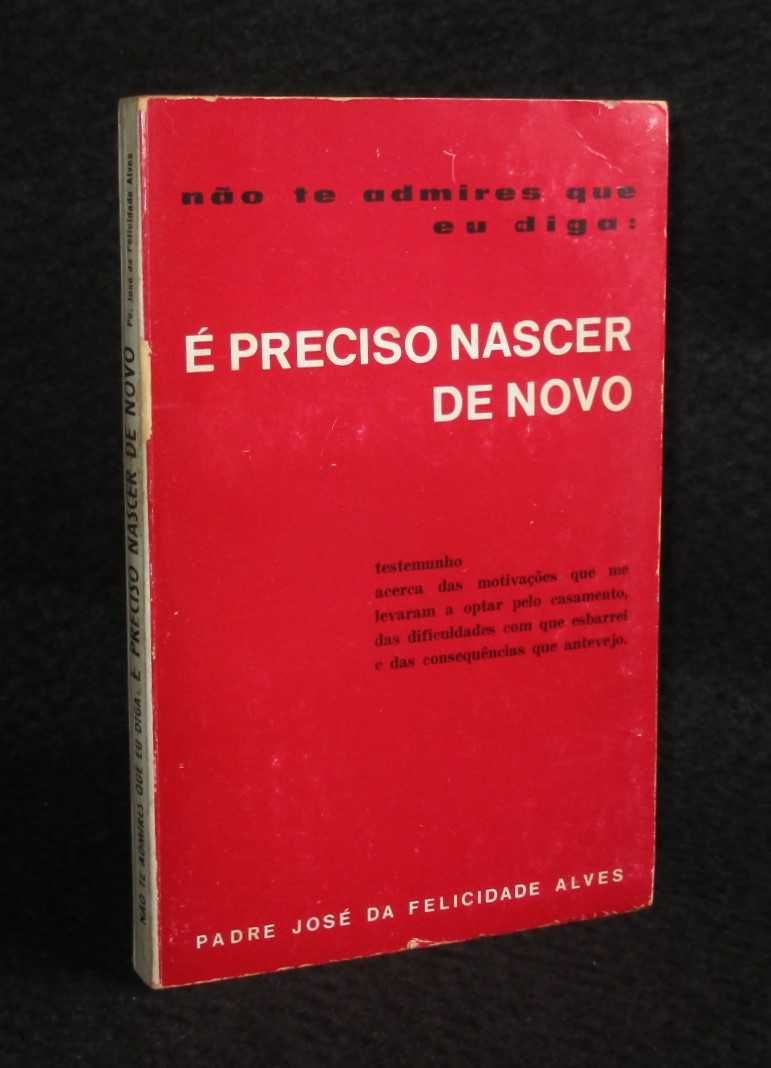 não te admires que
eu diga:
É PRECISO NASCER
DE NOVO
testemunho
acerca das motivações que me
levaram a optar pelo casamento,
das dificuldades com que esbarrei
e das consequências que antevejo.
PADRE JOSÉ DA FELICIDADE ALVES
NÃO TE ADMIRES QUE EU DIGA: É PRECISO NASCER DE NOVO Pe. José da Felicidade Alves